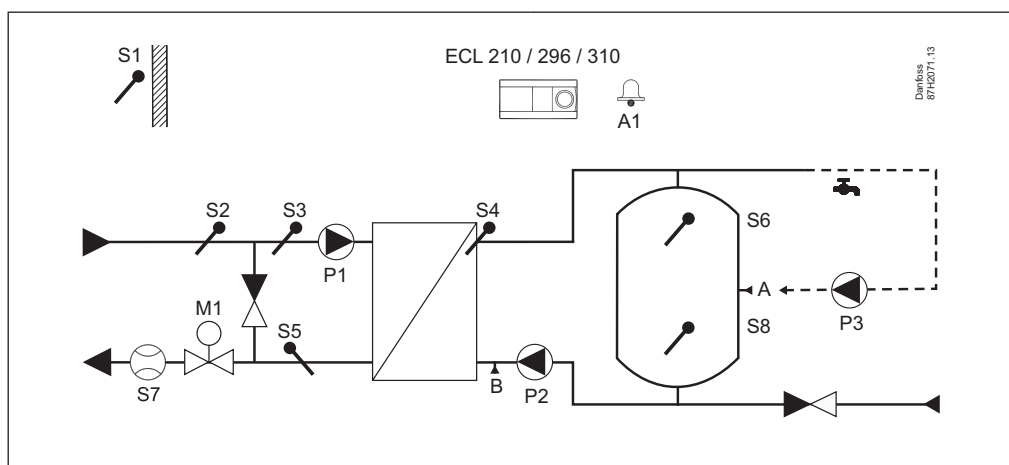 S1
ECL 210 / 296 / 310
A1
Danfoss
87H2071.13
S2
S3
P1
S4
S6
A
P3
S8
M1
S5
S7
B
P2